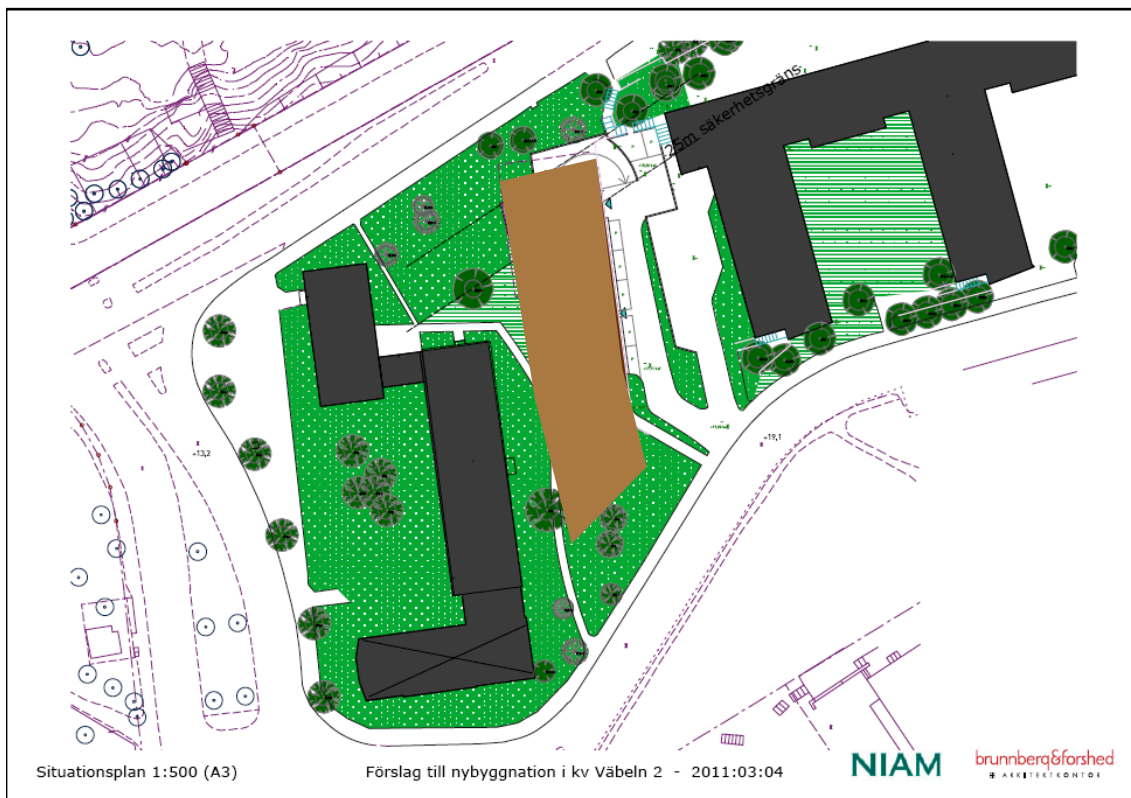 25m säkerhetsgräns
+13,2
+19,1
Situationsplan 1:500 (A3)
Förslag till nybyggnation i kv Väbeln 2 - 2011:03:04
NIAM
brunnberg&forshed
ARKITEKTKONTOR